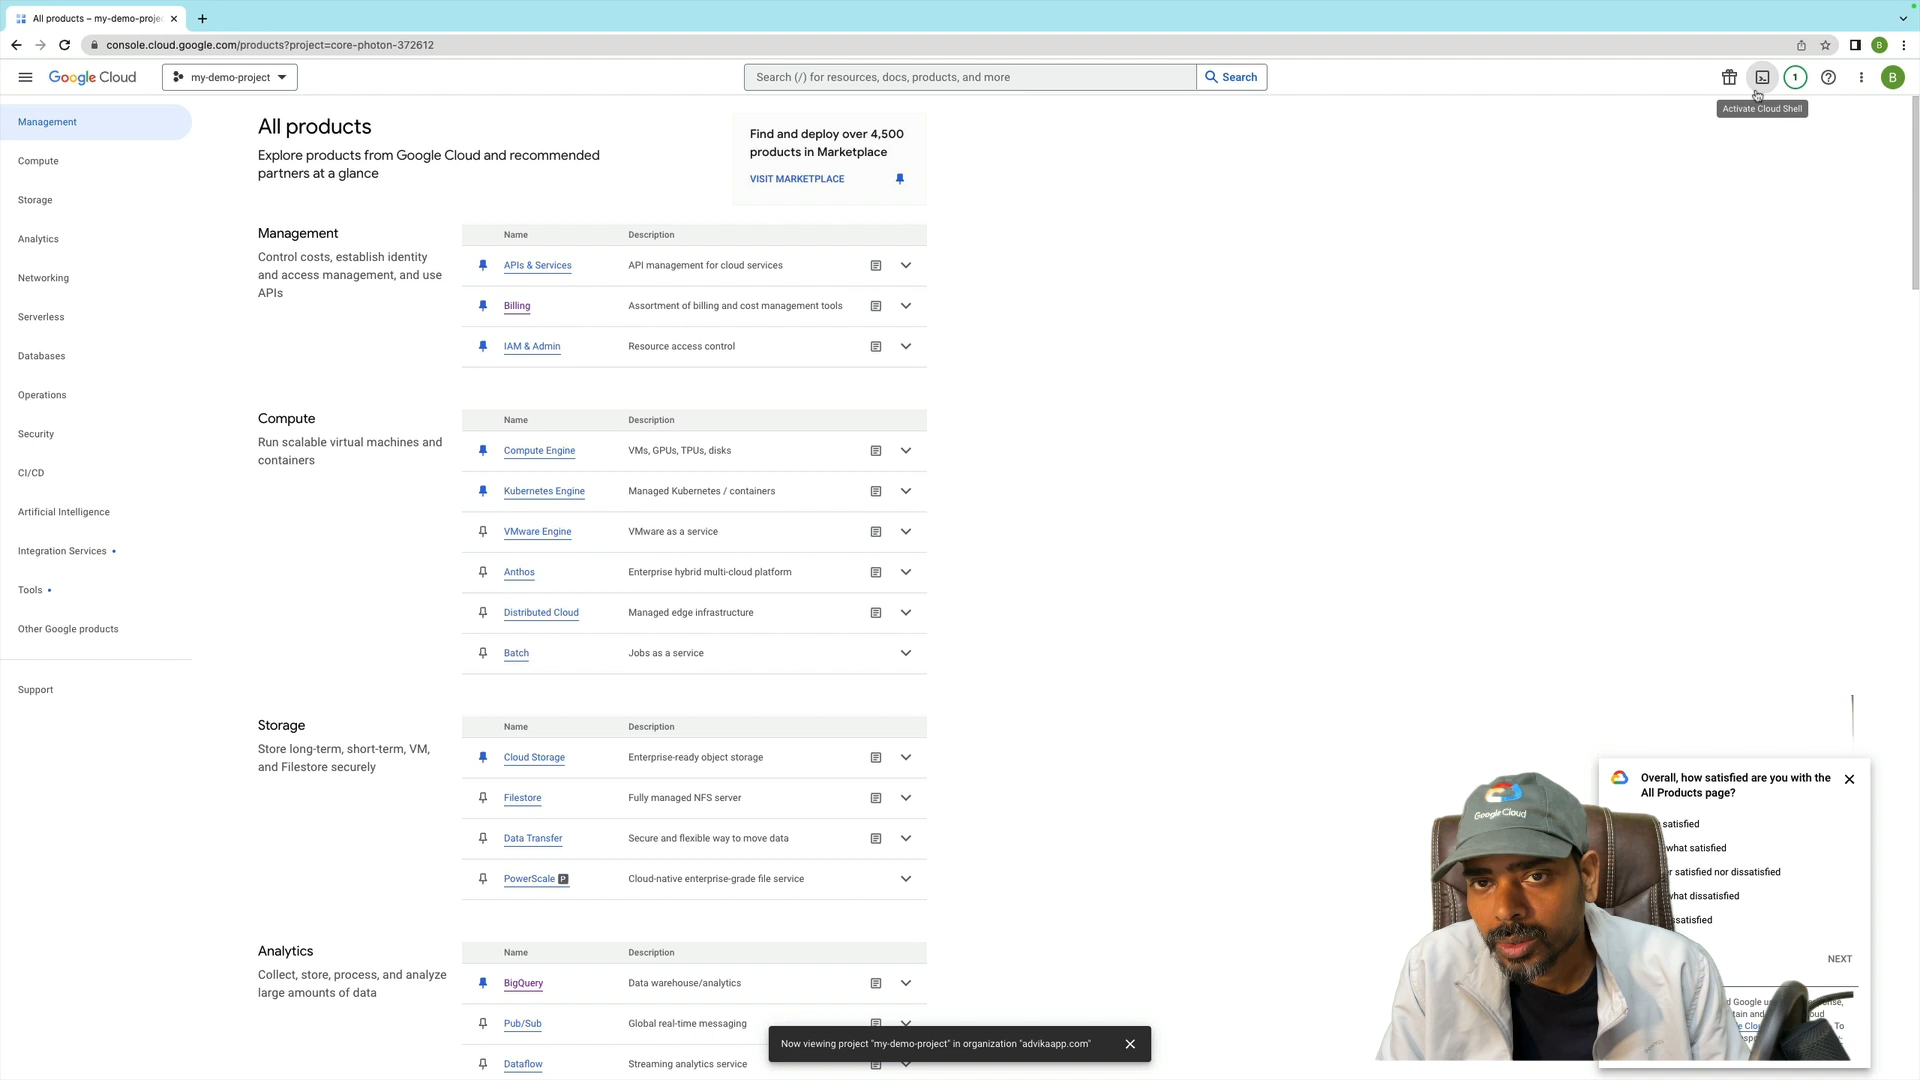 All products – my-demo-proje
console.cloud.google.com/products?project=core-photon-372612
B
Google Cloud
my-demo-project
Search (/) for resources, docs, products, and more
Search
1
B
Activate Cloud Shell
Management
Compute
Storage
Analytics
Networking
Serverless
Databases
Operations
Security
CI/CD
Artificial Intelligence
Integration Services
Tools
Other Google products
Support
All products
Explore products from Google Cloud and recommended
partners at a glance
Find and deploy over 4,500
products in Marketplace
VISIT MARKETPLACE
Management
Control costs, establish identity
and access management, and use
APIs
Name Description
APIs & Services API management for cloud services
Billing Assortment of billing and cost management tools
IAM & Admin Resource access control
Compute
Run scalable virtual machines and
containers
Name Description
Compute Engine VMs, GPUs, TPUs, disks
Kubernetes Engine Managed Kubernetes / containers
VMware Engine VMware as a service
Anthos Enterprise hybrid multi-cloud platform
Distributed Cloud Managed edge infrastructure
Batch Jobs as a service
Storage
Store long-term, short-term, VM,
and Filestore securely
Name Description
Cloud Storage Enterprise-ready object storage
Filestore Fully managed NFS server
Data Transfer Secure and flexible way to move data
PowerScale P Cloud-native enterprise-grade file service
Analytics
Collect, store, process, and analyze
large amounts of data
Name Description
BigQuery Data warehouse/analytics
Pub/Sub Global real-time messaging
Dataflow Streaming analytics service
Now viewing project "my-demo-project" in organization "advikaapp.com"
Overall, how satisfied are you with the
All Products page?
satisfied
what satisfied
r satisfied nor dissatisfied
what dissatisfied
ssatisfied
NEXT
Google Cloud